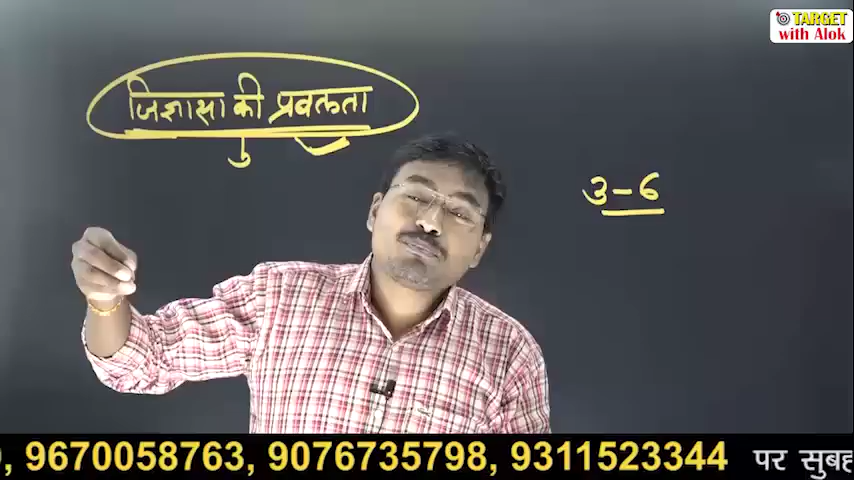 TARGET
with Alok
जिज्ञासा की प्रबलता
3-6
, 9670058763, 9076735798, 9311523344 पर सुबह